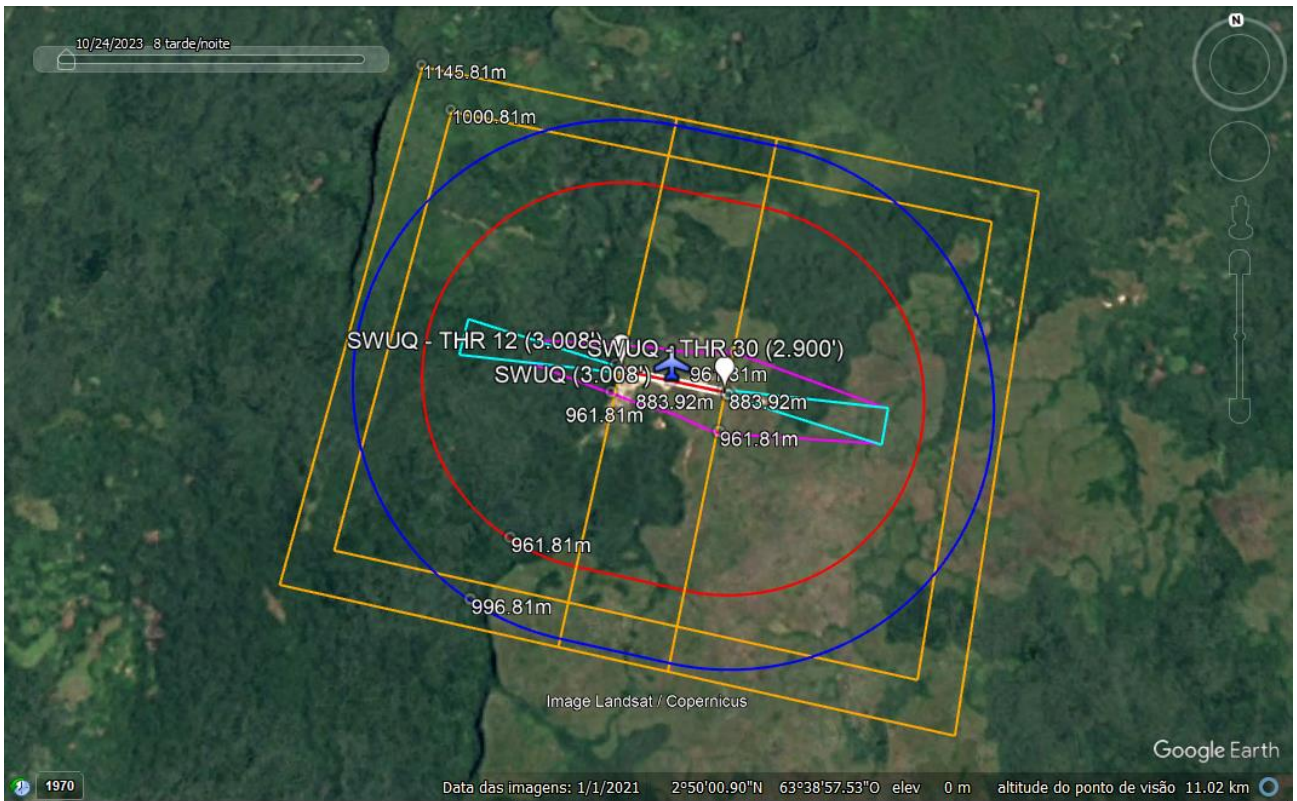 10/24/2023 8 tarde/noite
N
1145.81m
1000.81m
SWUQ - THR 12 (3.008')
SWUQ - THR 30 (2.900')
SWUQ (3.008')
961.81m
883.92m
883.92m
961.81m
961.81m
961.81m
996.81m
Image Landsat / Copernicus
Google Earth
1970
Data das imagens: 1/1/2021 2°50'00.90"N 63°38'57.53"O elev 0 m altitude do ponto de visão 11.02 km